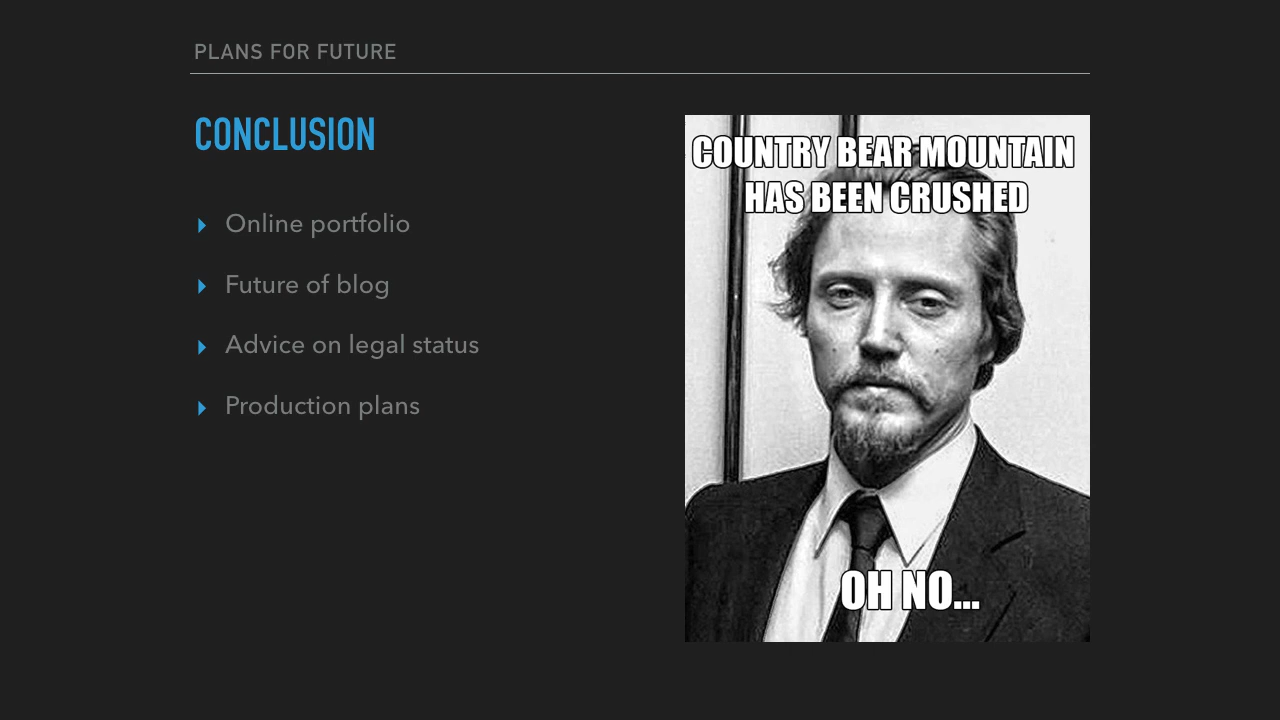 PLANS FOR FUTURE
CONCLUSION
Online portfolio
Future of blog
Advice on legal status
Production plans
COUNTRY BEAR MOUNTAIN
HAS BEEN CRUSHED
OH NO...